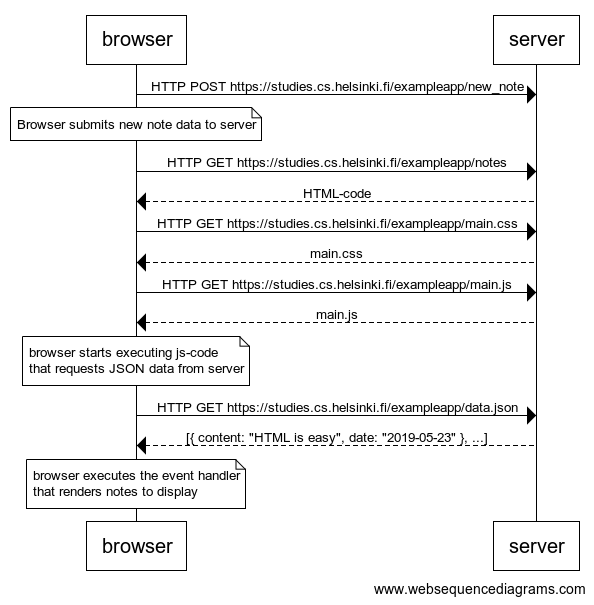 browser server
HTTP POST https://studies.cs.helsinki.fi/exampleapp/new_note
Browser submits new note data to server
HTTP GET https://studies.cs.helsinki.fi/exampleapp/notes
HTML-code
HTTP GET https://studies.cs.helsinki.fi/exampleapp/main.css
main.css
HTTP GET https://studies.cs.helsinki.fi/exampleapp/main.js
main.js
browser starts executing js-code
that requests JSON data from server
HTTP GET https://studies.cs.helsinki.fi/exampleapp/data.json
[{ content: "HTML is easy", date: "2019-05-23" }, ...]
browser executes the event handler
that renders notes to display
browser server
www.websequencediagrams.com